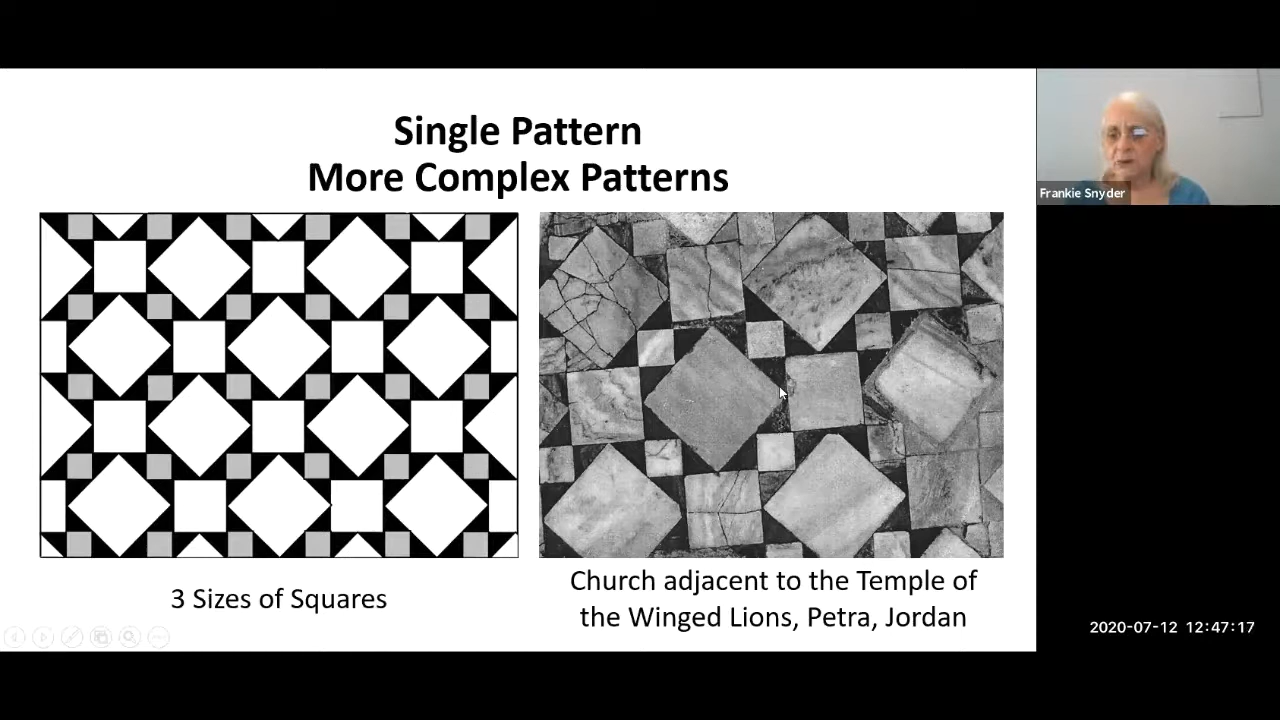 Single Pattern
More Complex Patterns
3 Sizes of Squares
Church adjacent to the Temple of
the Winged Lions, Petra, Jordan
Frankie Snyder
2020-07-12 12:47:17